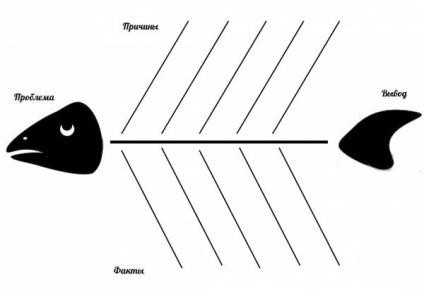 Причины
Проблема
Вывод
Факты